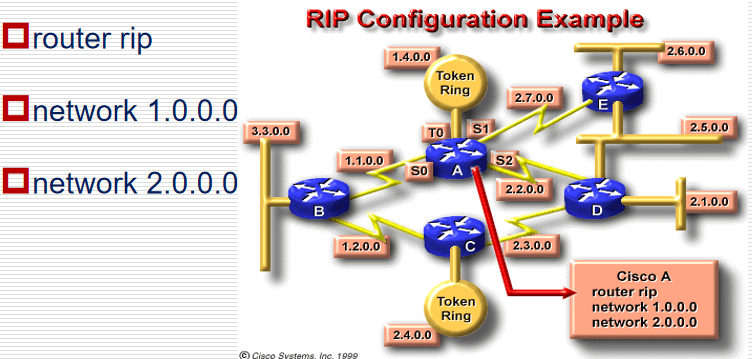 RIP Configuration Example
router rip
network 1.0.0.0
network 2.0.0.0
1.4.0.0
Token
Ring
2.6.0.0
E
2.7.0.0
T0
S1
2.5.0.0
3.3.0.0
1.1.0.0
S0
A
S2
2.2.0.0
B
D
2.1.0.0
1.2.0.0
C
2.3.0.0
Token
Ring
2.4.0.0
Cisco A
router rip
network 1.0.0.0
network 2.0.0.0
© Cisco Systems, Inc. 1999